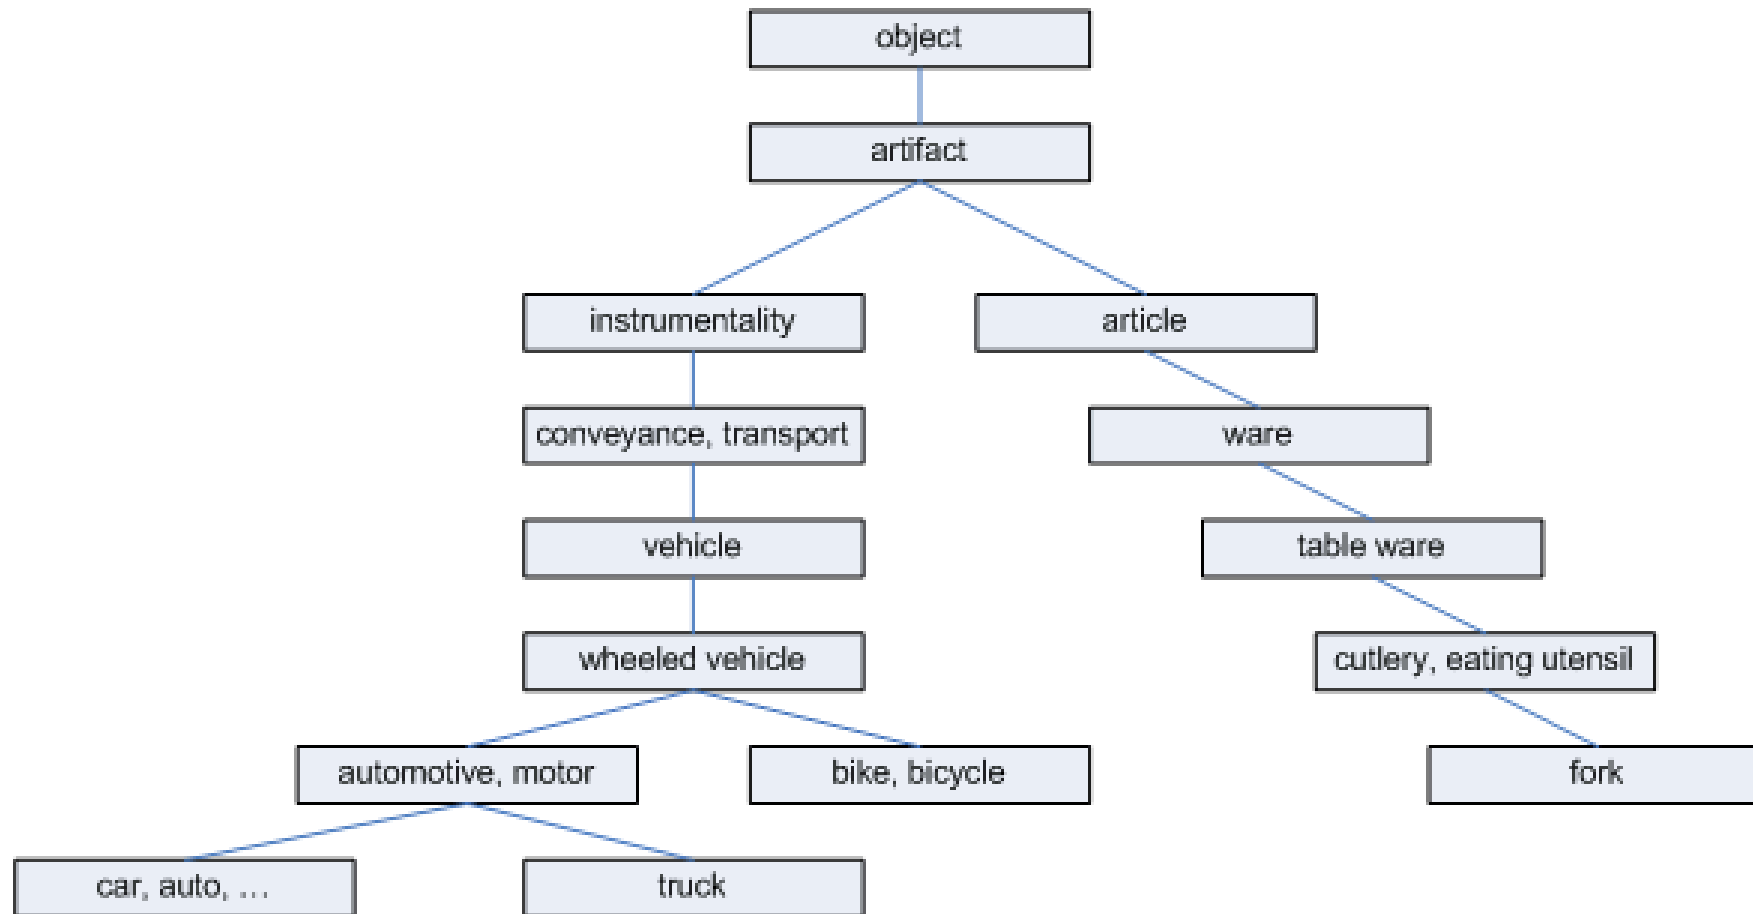 object
artifact
instrumentality
article
conveyance, transport
ware
vehicle
table ware
wheeled vehicle
cutlery, eating utensil
automotive, motor
bike, bicycle
fork
car, auto, …
truck